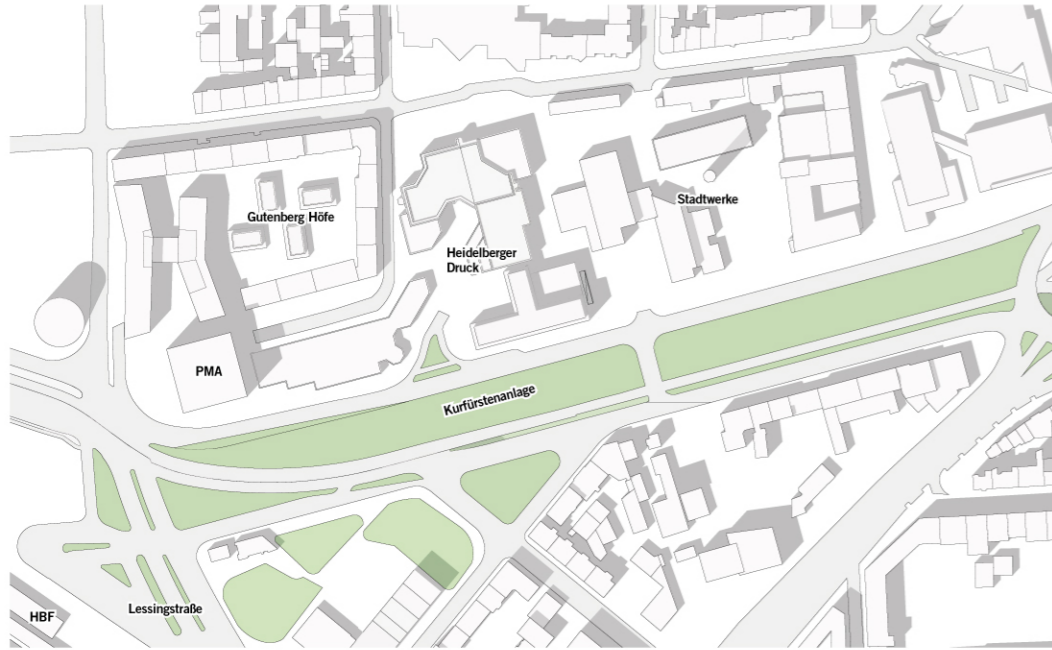 Gutenberg Höfe
Stadtwerke
Heidelberger
Druck
PMA
Kurfürstenanlage
Lessingstraße
HBF